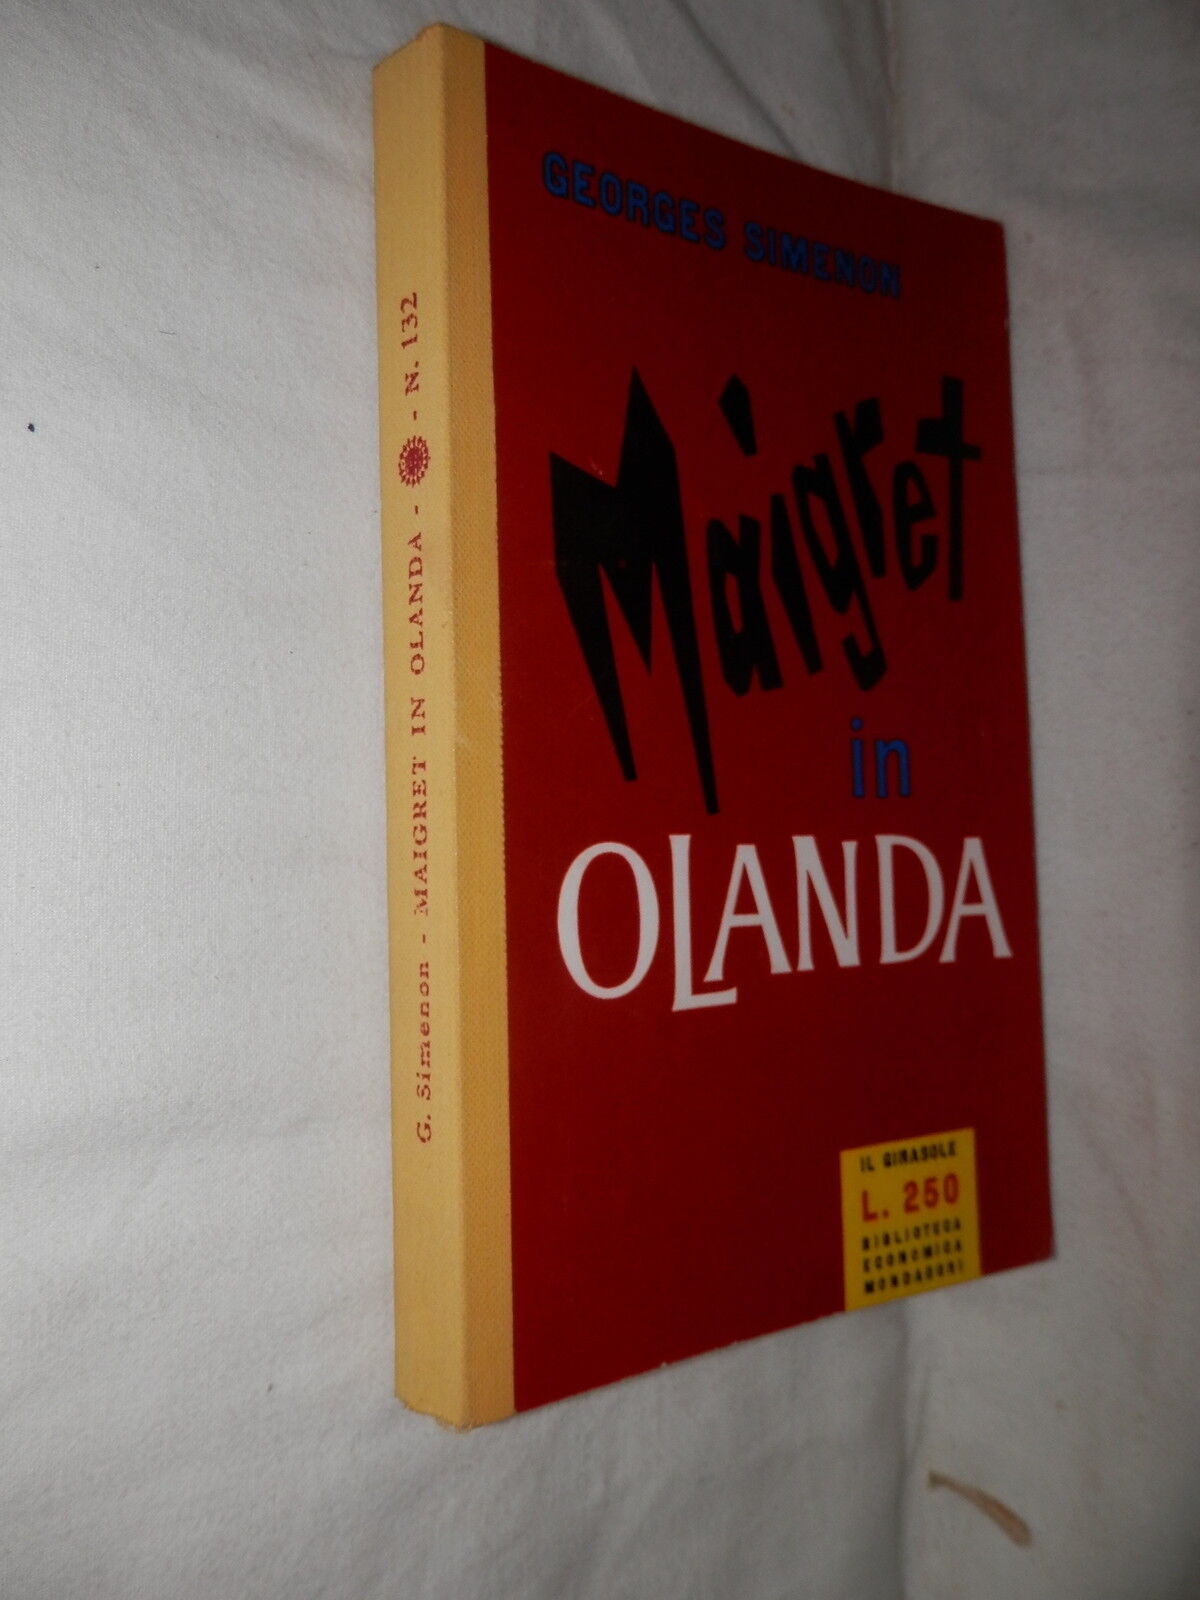 G. Simenon - MAIGRET IN OLANDA - - N. 132
GEORGES SIMENON
Maigret
in
OLANDA
IL GIRASOLE
L. 250
BIBLIOTECA
ECONOMICA
MONDADORI